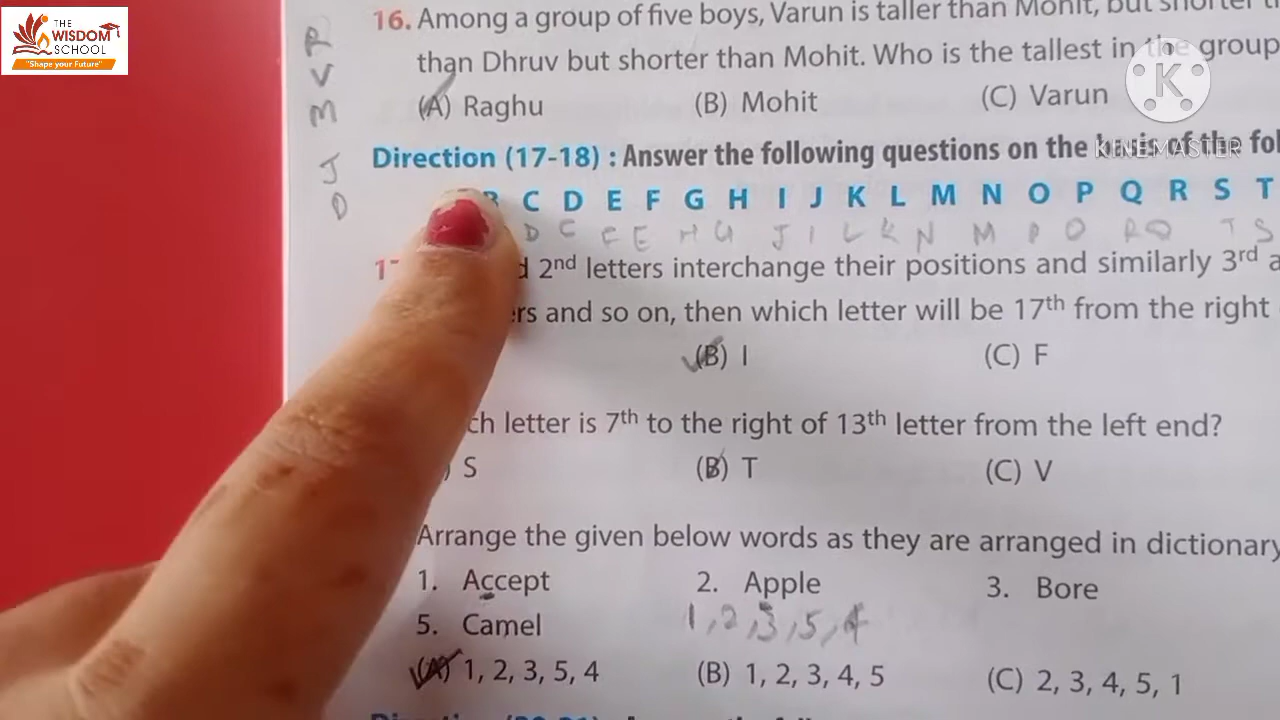 THE
WISDOM
SCHOOL
"Shape your Future"
16. Among a group of five boys, Varun is taller than Mohit, but shorter
than Dhruv but shorter than Mohit. Who is the tallest in the group
(A) Raghu (B) Mohit (C) Varun
K
KINEMASTER
R
V
M
J
D
Direction (17-18) : Answer the following questions on the basis of the fol
B C D E F G H I J K L M N O P Q R S T
D C F E H G J I L K N M P O R Q T S
2nd letters interchange their positions and similarly 3rd a
and so on, then which letter will be 17th from the right
(B) I (C) F
letter is 7th to the right of 13th letter from the left end?
S (B) T (C) V
Arrange the given below words as they are arranged in dictionary
1. Accept 2. Apple 3. Bore
5. Camel 1, 2, 3, 5, 4
(A) 1, 2, 3, 5, 4 (B) 1, 2, 3, 4, 5 (C) 2, 3, 4, 5, 1